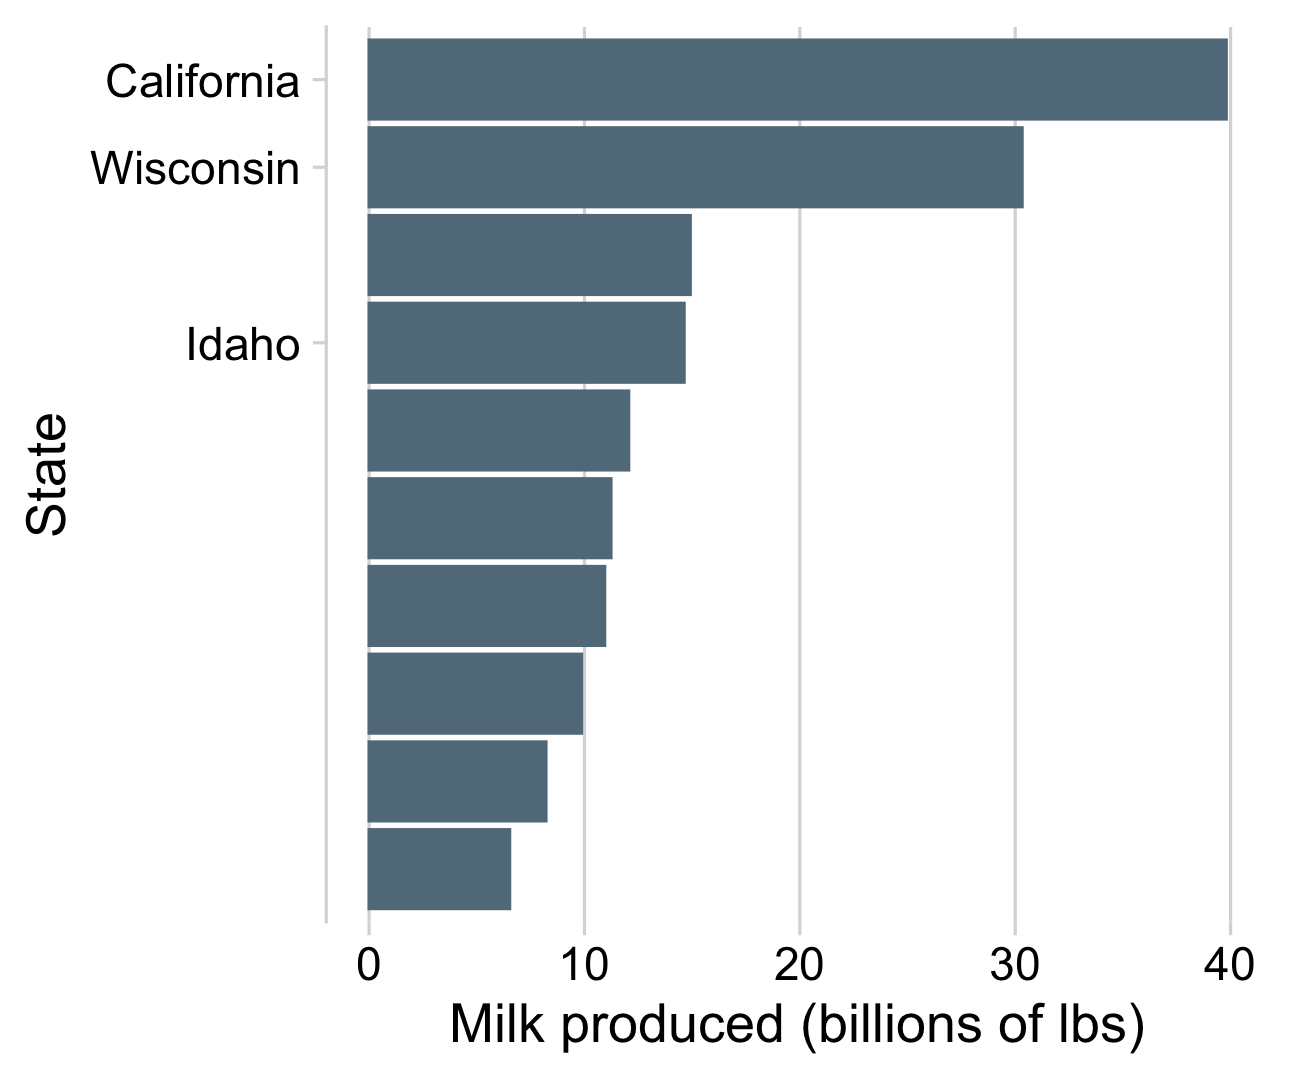 California
Wisconsin
Idaho
State
0 10 20 30 40
Milk produced (billions of lbs)